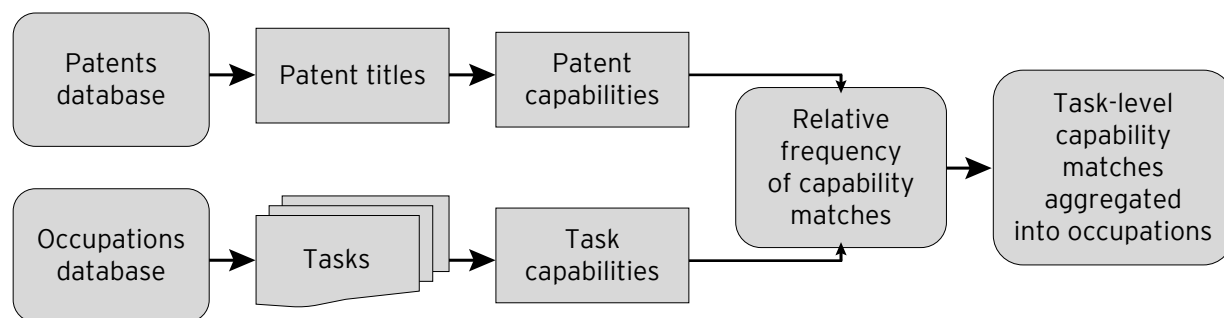 Patents
database
Patent titles
Patent
capabilities
Occupations
database
Tasks
Task
capabilities
Relative
frequency
of capability
matches
Task-level
capability
matches
aggregated
into occupations